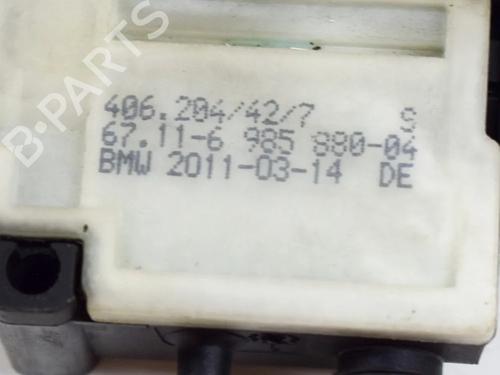 B-PARTS
406.204/42/7 S
67.11-6 985 880-04
BMW 2011-03-14 DE